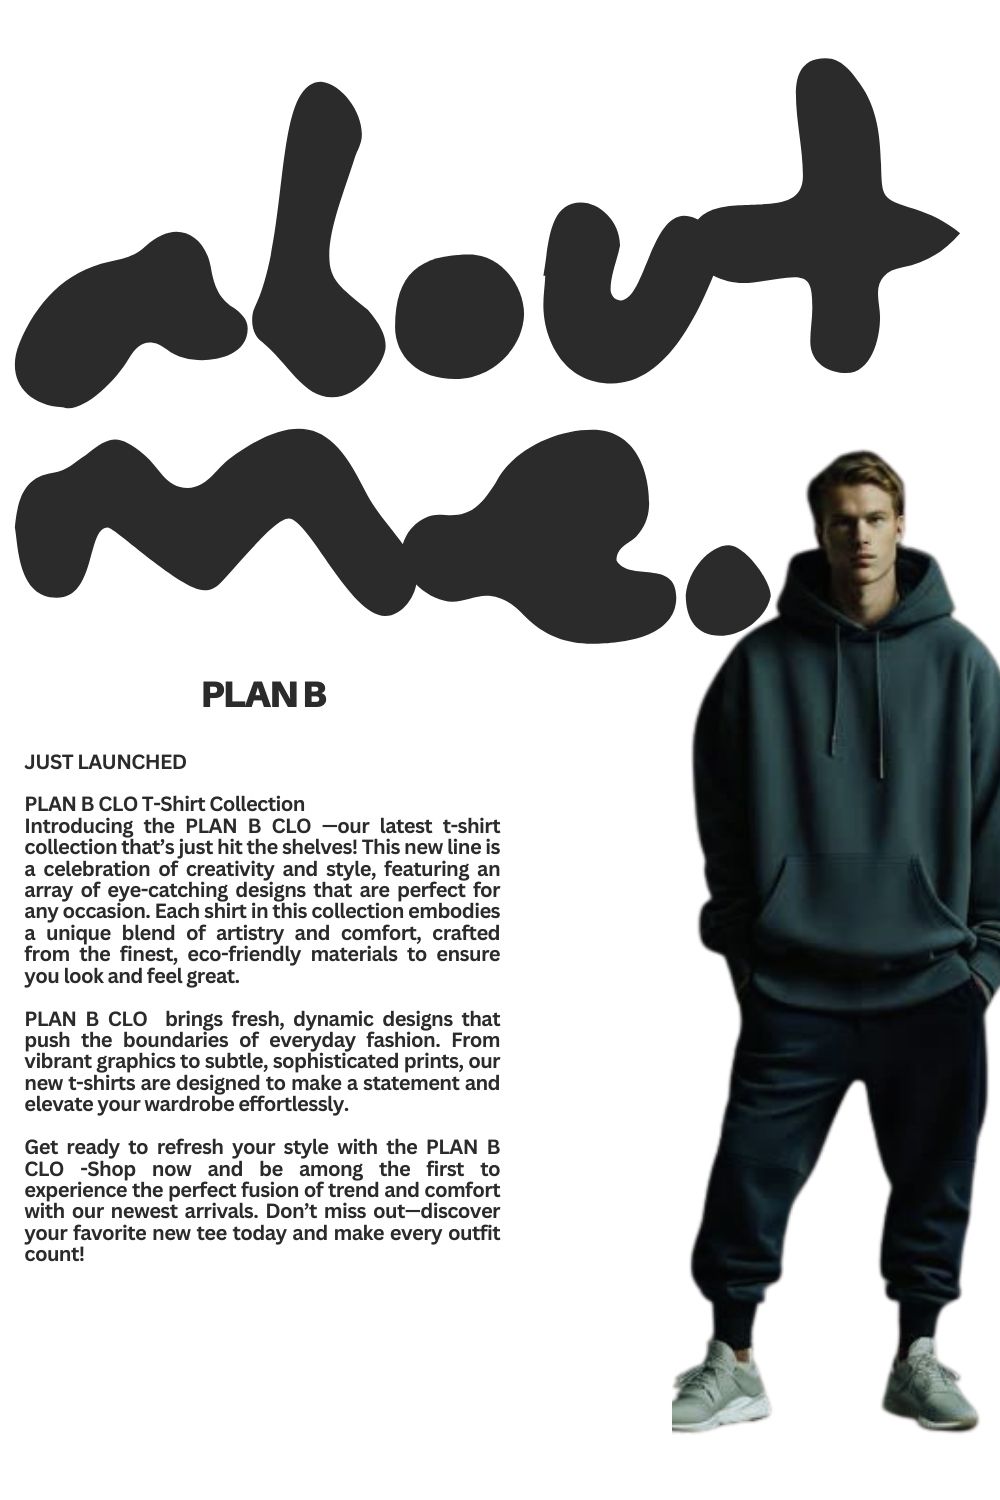 about
me.
PLAN B
JUST LAUNCHED
PLAN B CLO T-Shirt Collection
Introducing the PLAN B CLO —our latest t-shirt
collection that’s just hit the shelves! This new line is
a celebration of creativity and style, featuring an
array of eye-catching designs that are perfect for
any occasion. Each shirt in this collection embodies
a unique blend of artistry and comfort, crafted
from the finest, eco-friendly materials to ensure
you look and feel great.
PLAN B CLO  brings fresh, dynamic designs that
push the boundaries of everyday fashion. From
vibrant graphics to subtle, sophisticated prints, our
new t-shirts are designed to make a statement and
elevate your wardrobe effortlessly.
Get ready to refresh your style with the PLAN B
CLO -Shop now and be among the first to
experience the perfect fusion of trend and comfort
with our newest arrivals. Don’t miss out—discover
your favorite new tee today and make every outfit
count!